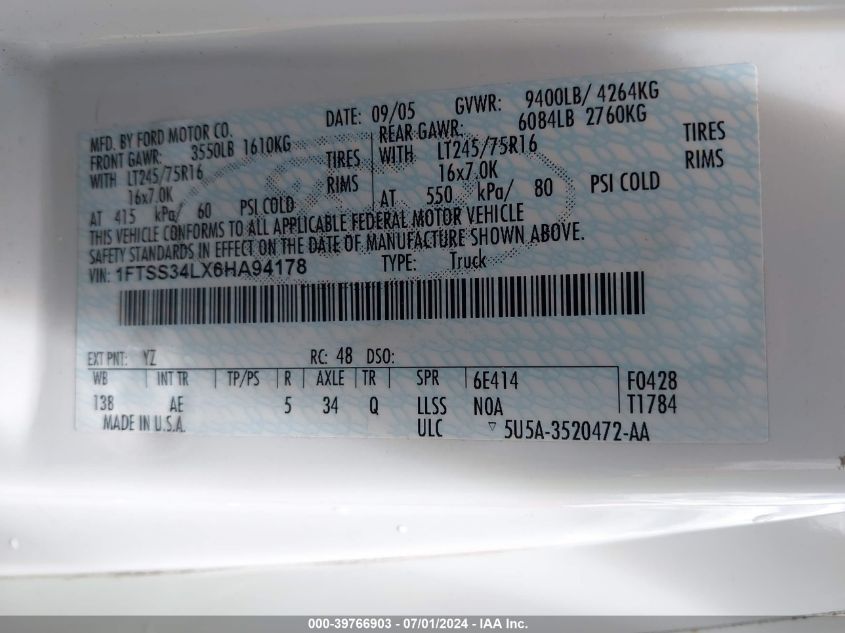 MFD. BY FORD MOTOR CO. DATE: 09/05 GVWR: 9400LB/ 4264KG
FRONT GAWR: 3550LB 1610KG REAR GAWR: 6084LB 2760KG
WITH LT245/75R16 TIRES WITH LT245/75R16 TIRES
16x7.0K RIMS 16x7.0K RIMS
AT 415 kPa/ 60 PSI COLD AT 550 kPa/ 80 PSI COLD
THIS VEHICLE CONFORMS TO ALL APPLICABLE FEDERAL MOTOR VEHICLE
SAFETY STANDARDS IN EFFECT ON THE DATE OF MANUFACTURE SHOWN ABOVE.
VIN: 1FTSS34LX6HA94178 TYPE: Truck
EXT PNT: YZ RC: 48 DSO:
WB INT TR TP/PS R AXLE TR SPR 6E414 F0428
138 AE 5 34 Q LLSS NOA T1784
MADE IN U.S.A. ULC ▽ 5U5A-3520472-AA
000-39766903 - 07/01/2024 - IAA Inc.